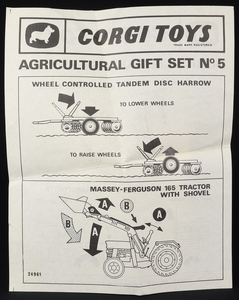 CORGI TOYS
TRADE MARK REGISTERED
AGRICULTURAL GIFT SET Nº 5
WHEEL CONTROLLED TANDEM DISC HARROW
TO LOWER WHEELS
TO RAISE WHEELS
MASSEY-FERGUSON 165 TRACTOR
WITH SHOVEL
A
B
B
A
A